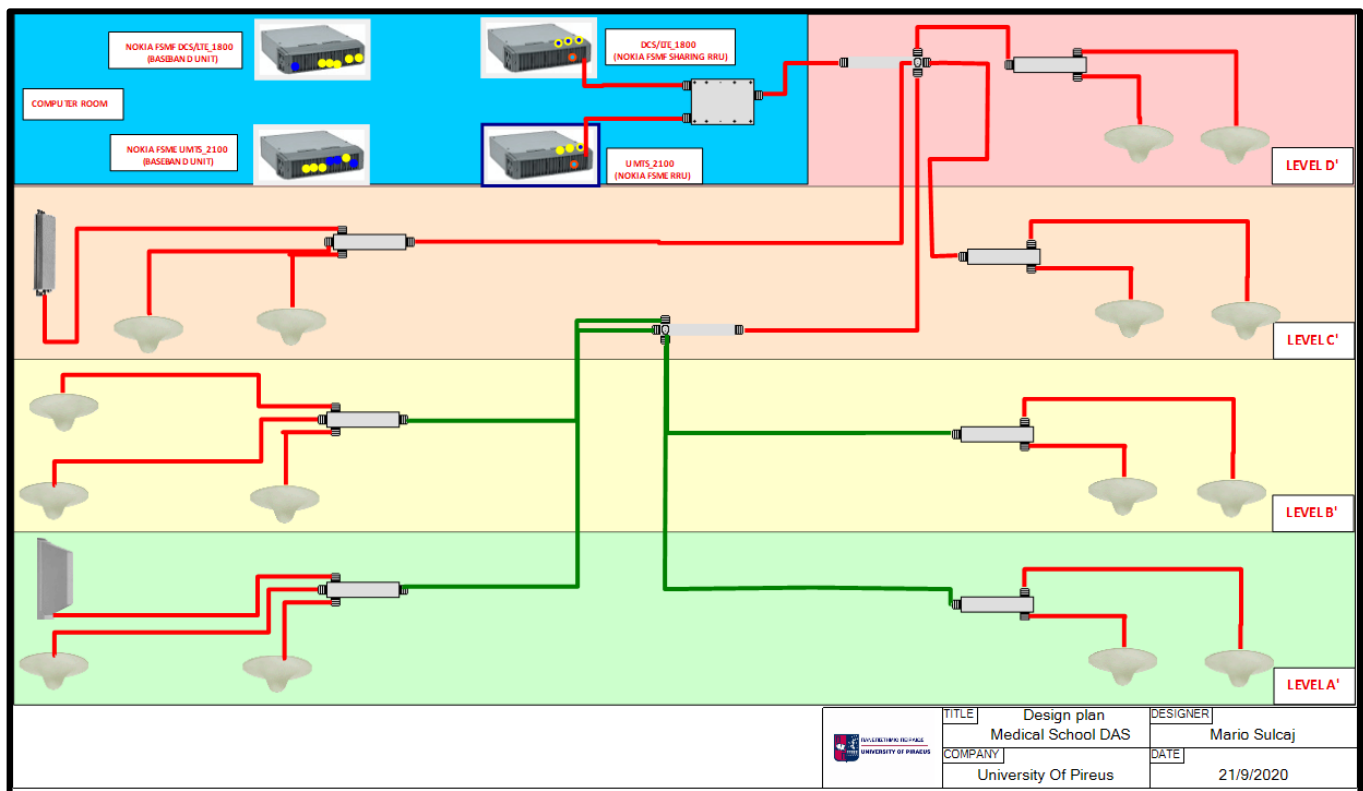 NOKIA FSMF DCS/LTE_1800
(BASEBAND UNIT)
DCS/LTE_1800
(NOKIA FSMF SHARING RRU)
COMPUTER ROOM
NOKIA FSME UMTS_2100
(BASEBAND UNIT)
UMTS_2100
(NOKIA FSME RRU)
LEVEL D'
LEVEL C'
LEVEL B'
LEVEL A'
UNIVERSITY OF PIRAEUS
TITLE
Design plan
Medical School DAS
DESIGNER
Mario Sulcaj
COMPANY
University Of Pireus
DATE
21/9/2020